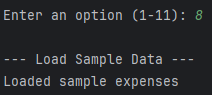 Enter an option (1-11): 8
--- Load Sample Data ---
Loaded sample expenses